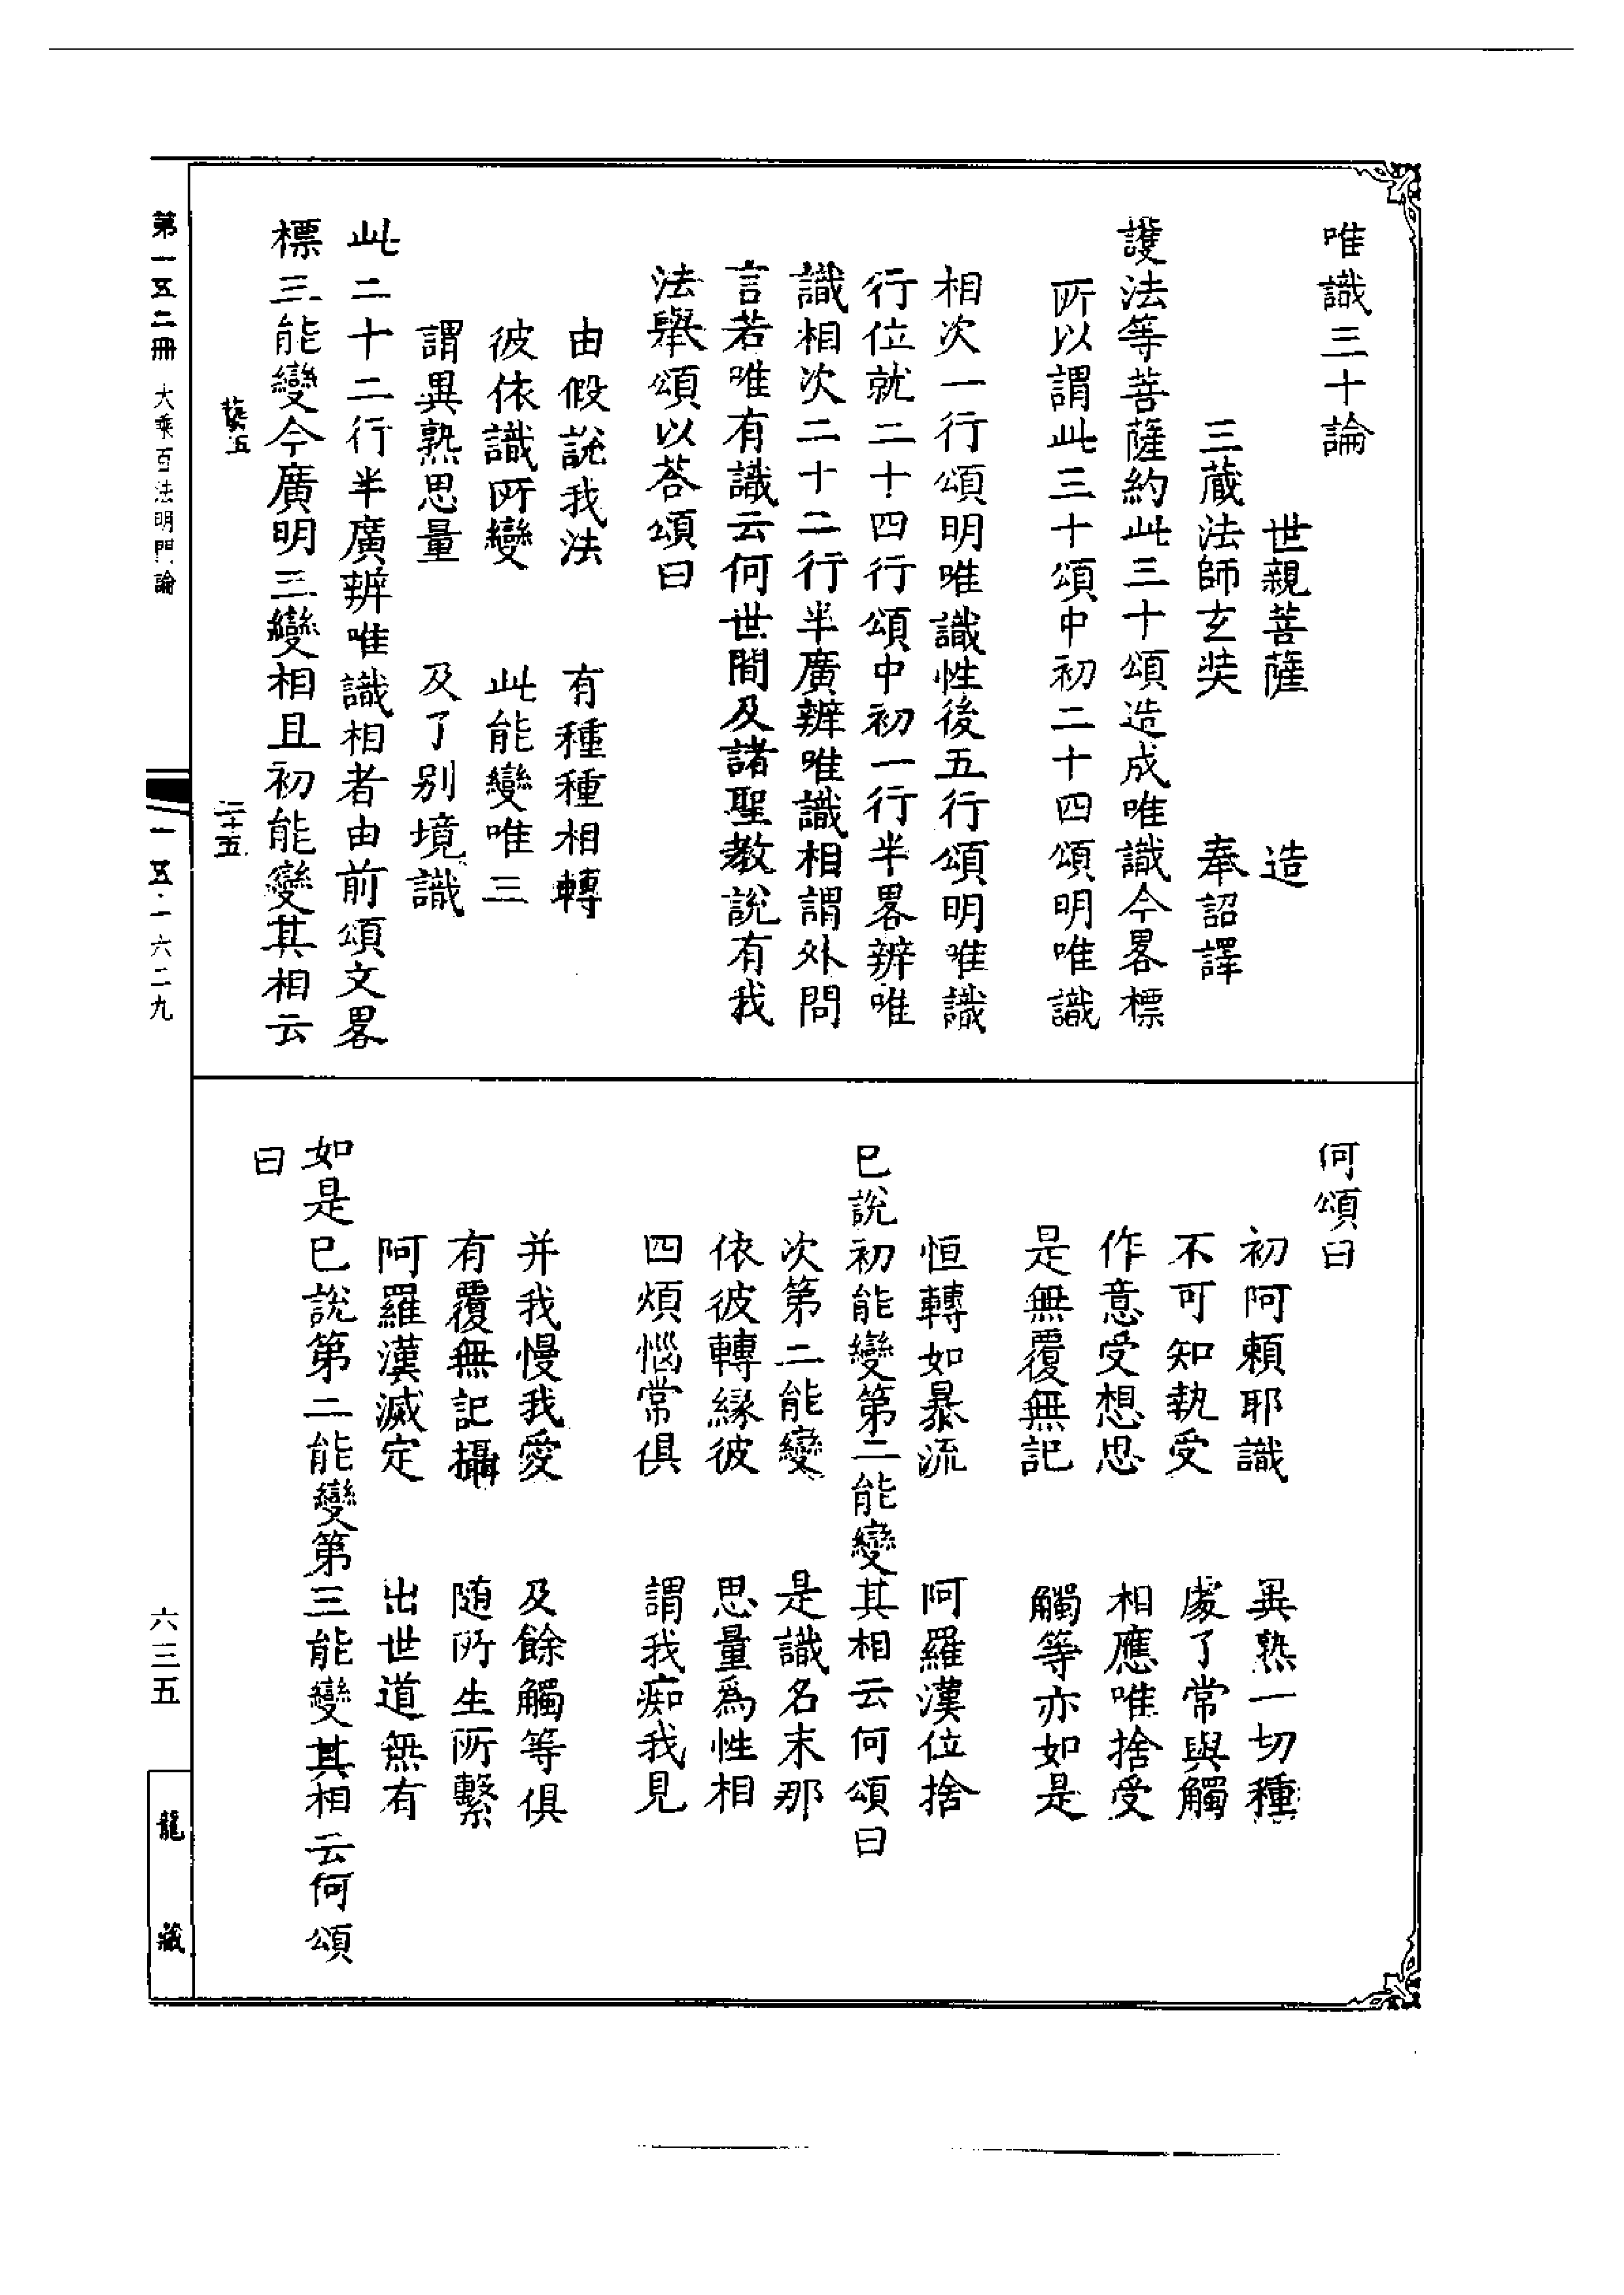 唯識三十論
世親菩薩　造
三藏法師玄奘　奉詔譯
護法等菩薩約此三十頌造成唯識今畧標
所以謂此三十頌中初二十四頌明唯識
相次一行頌明唯識性後五行頌明唯識
行位就二十四行頌中初一行半畧辨唯
識相次二十二行半廣辨唯識相謂外問
言若唯有識云何世間及諸聖教說有我
法舉頌以荅頌曰
由假說我法　有種種相轉
彼依識所變　此能變唯三
謂異熟思量　及了别境識
此二十二行半廣辨唯識相者由前頌文畧
標三能變今廣明三變相且初能變其相云
何頌曰
初阿頼耶識　異熟一切種
不可知執受　處了常與觸
作意受想思　相應唯捨受
是無覆無記　觸等亦如是
恒轉如暴流　阿羅漢位捨
巳說初能變第二能變其相云何頌曰
次第二能變　是識名末那
依彼轉緣彼　思量爲性相
四煩惱常俱　謂我痴我見
并我慢我愛　及餘觸等俱
有覆無記攝　随所生所繫
阿羅漢滅定　出世道無有
如是巳說第二能變第三能變其相云何頌
曰
第一五二冊　大乘百法明門論
一五·一六二九
六三五
龍藏
二十五